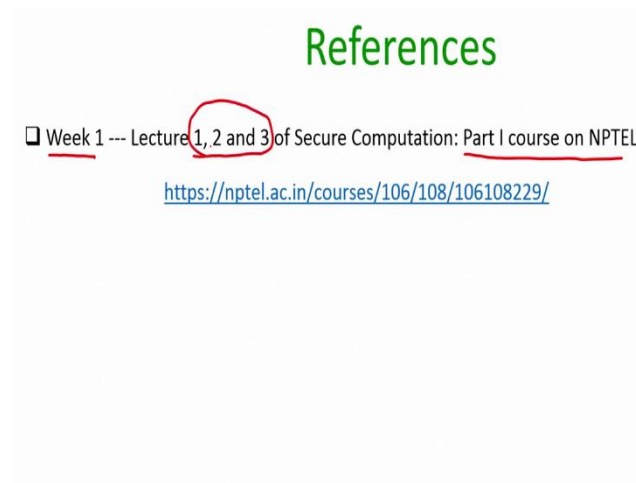 References
❑ Week 1 --- Lecture 1, 2 and 3 of Secure Computation: Part I course on NPTEL
https://nptel.ac.in/courses/106/108/106108229/